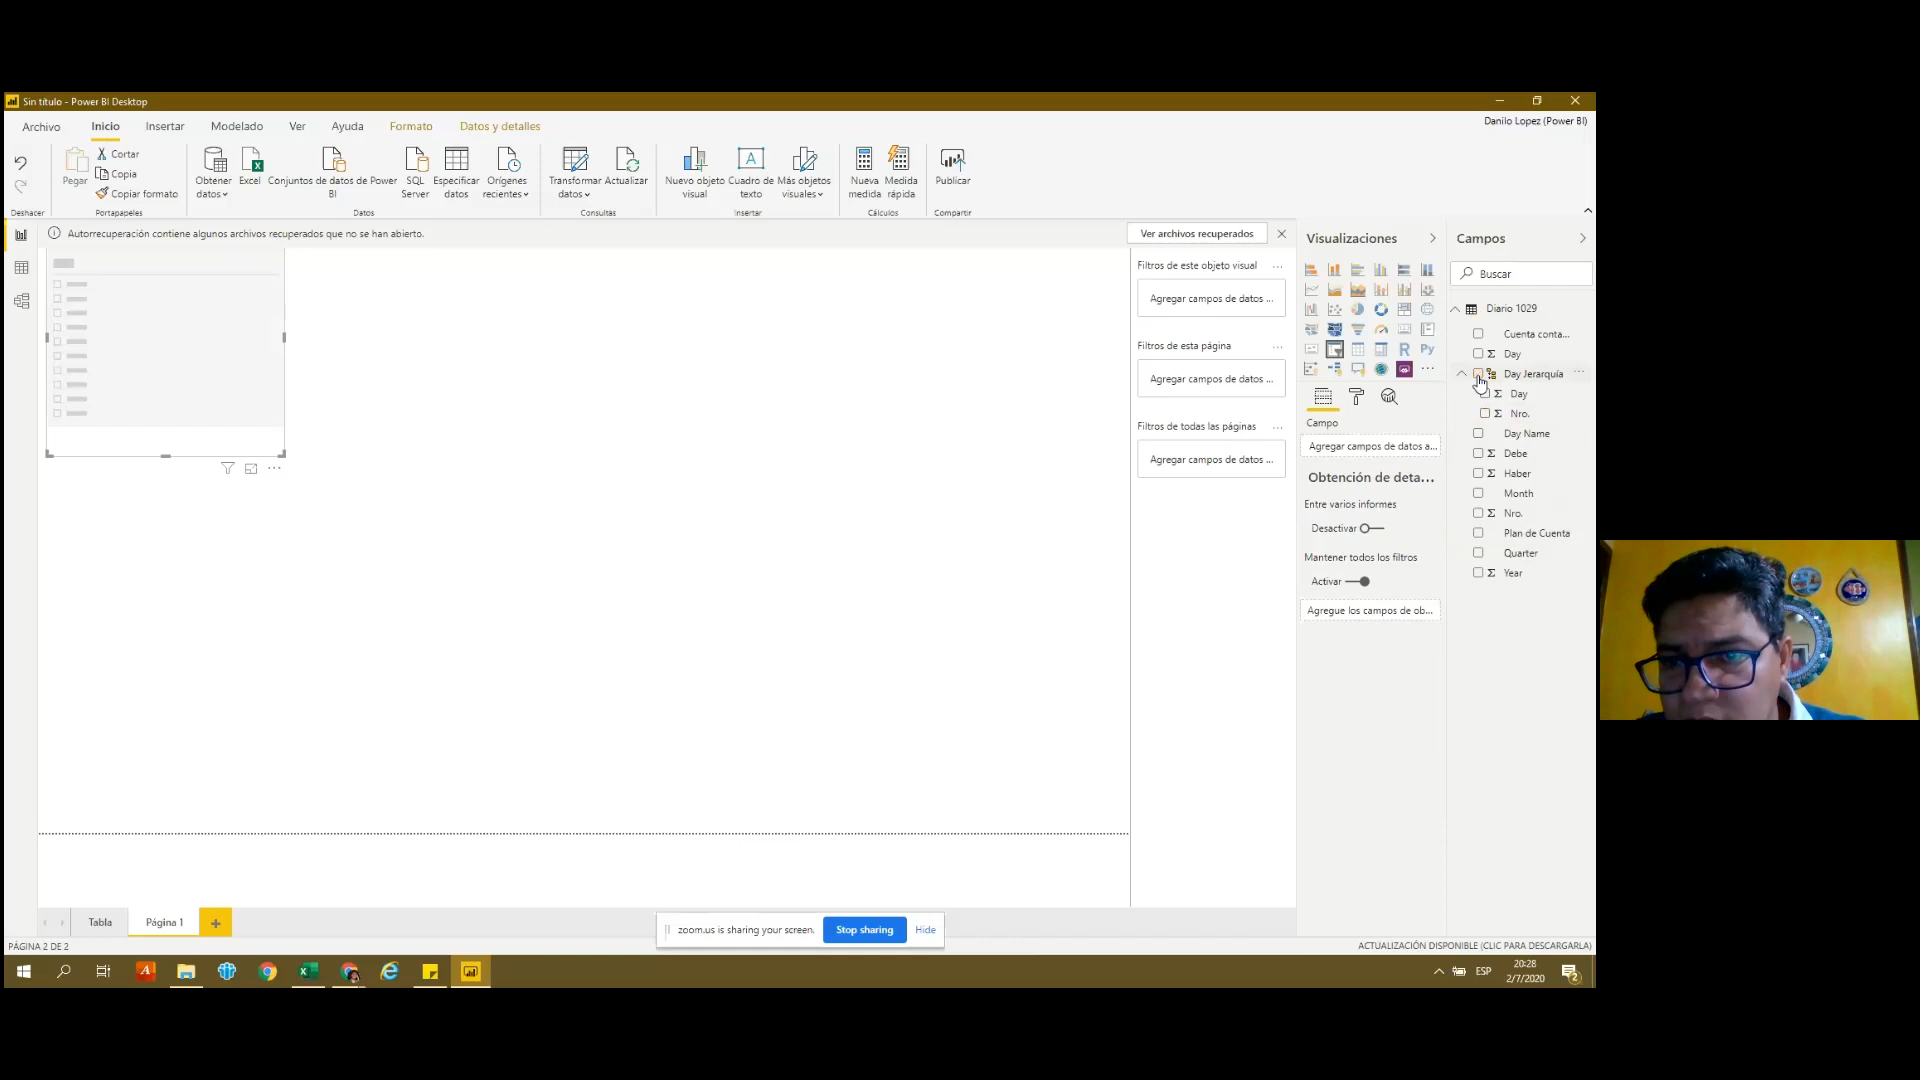 Sin título - Power BI Desktop
Danilo Lopez (Power BI)
Archivo Inicio Insertar Modelado Ver Ayuda Formato Datos y detalles
Pegar
Cortar
Copia
Copiar formato
Obtener datos
Excel
Conjuntos de datos de Power BI
SQL Server
Especificar datos
Orígenes recientes
Transformar datos
Actualizar
Nuevo objeto visual
A
Cuadro de texto
Más objetos visuales
Nueva medida
Medida rápida
Publicar
Deshacer Portapapeles Datos Consultas Insertar Cálculos Compartir
Autorrecuperación contiene algunos archivos recuperados que no se han abierto.
Ver archivos recuperados
Filtros de este objeto visual ...
Agregar campos de datos ...
Filtros de esta página ...
Agregar campos de datos ...
Filtros de todas las páginas ...
Agregar campos de datos ...
Visualizaciones
R Py
...
Campo
Agregar campos de datos a...
Obtención de deta...
Entre varios informes
Desactivar
Mantener todos los filtros
Activar
Agregue los campos de ob...
Campos
Buscar
Diario 1029
Cuenta conta...
Σ Day
Day Jerarquía ...
Σ Day
Σ Nro.
Day Name
Σ Debe
Σ Haber
Month
Σ Nro.
Plan de Cuenta
Quarter
Σ Year
Tabla Página 1 +
zoom.us is sharing your screen. Stop sharing Hide
PÁGINA 2 DE 2
ACTUALIZACIÓN DISPONIBLE (CLIC PARA DESCARGARLA)
ESP
20:28
2/7/2020
2